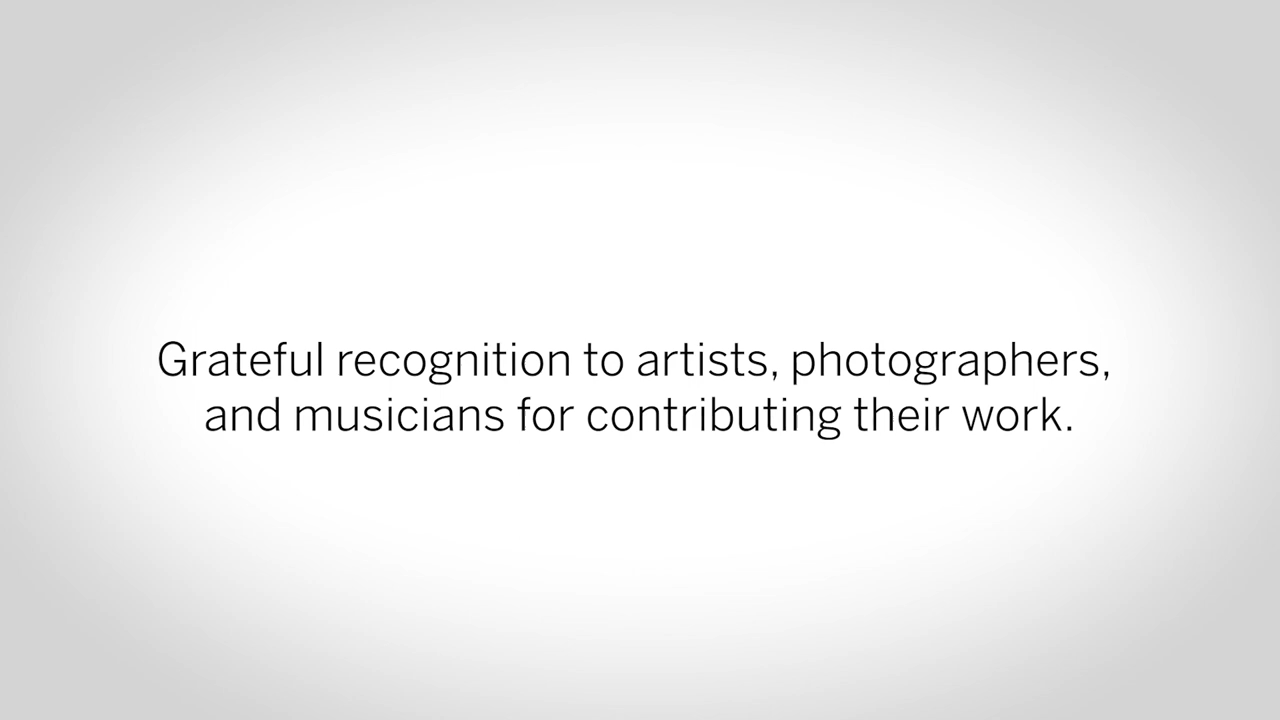 Grateful recognition to artists, photographers,
and musicians for contributing their work.